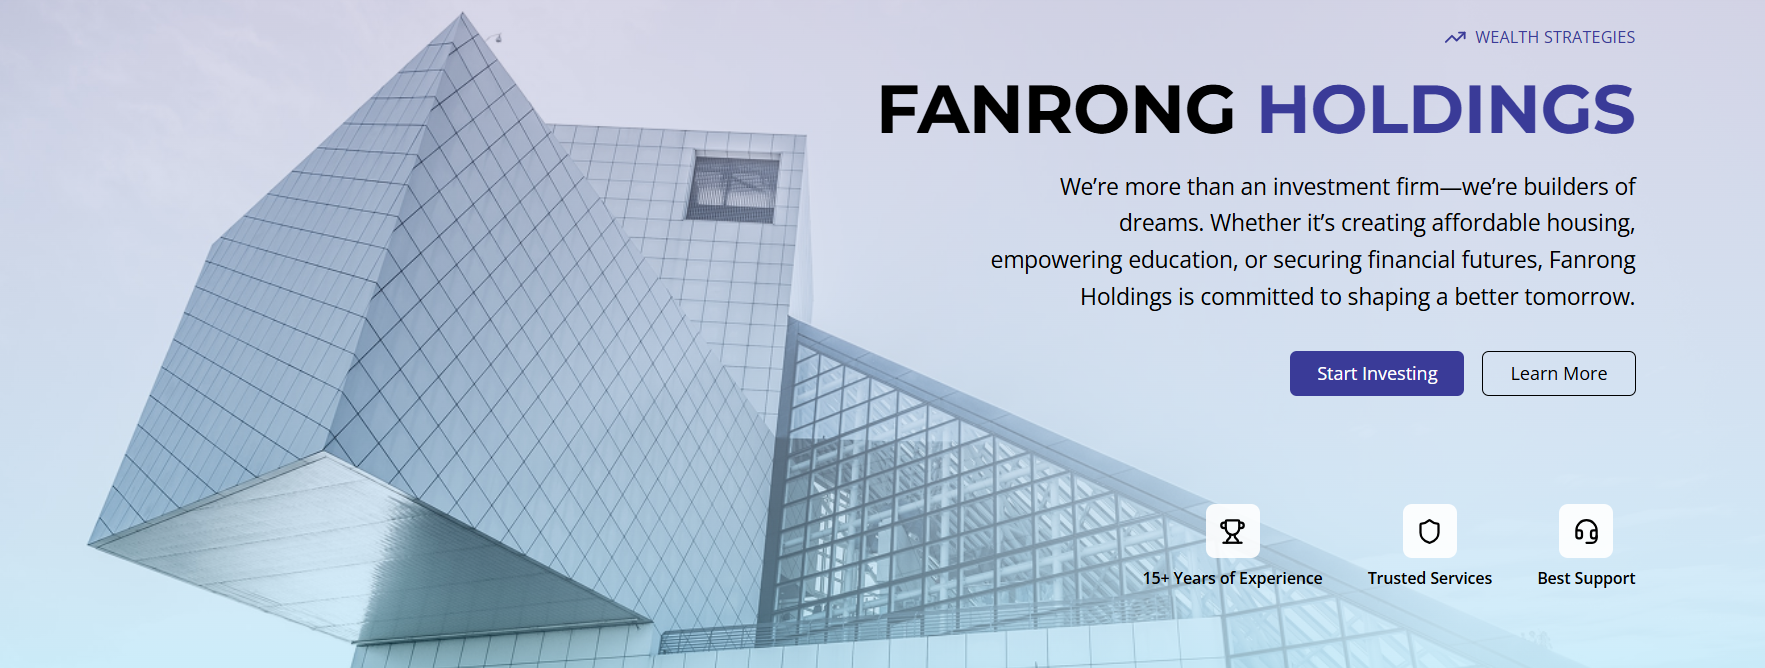 WEALTH STRATEGIES
FANRONG HOLDINGS
We’re more than an investment firm—we’re builders of
dreams. Whether it’s creating affordable housing,
empowering education, or securing financial futures, Fanrong
Holdings is committed to shaping a better tomorrow.
Start Investing
Learn More
15+ Years of Experience
Trusted Services
Best Support